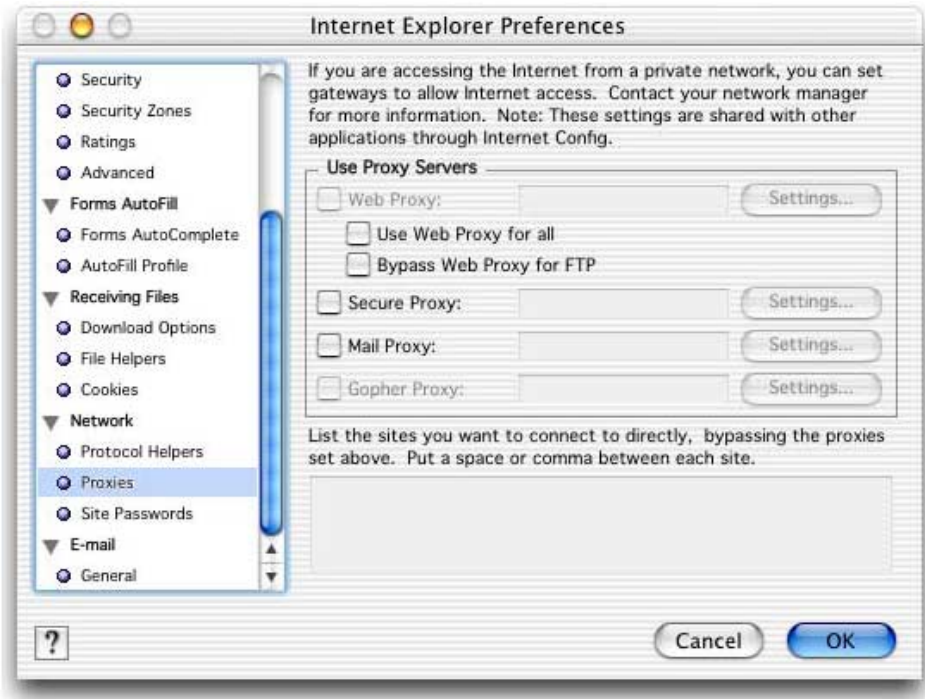 Internet Explorer Preferences
Security
Security Zones
Ratings
Advanced
Forms AutoFill
Forms AutoComplete
AutoFill Profile
Receiving Files
Download Options
File Helpers
Cookies
Network
Protocol Helpers
Proxies
Site Passwords
E-mail
General
If you are accessing the Internet from a private network, you can set
gateways to allow Internet access. Contact your network manager
for more information. Note: These settings are shared with other
applications through Internet Config.
Use Proxy Servers
Web Proxy: Settings...
Use Web Proxy for all
Bypass Web Proxy for FTP
Secure Proxy: Settings...
Mail Proxy: Settings...
Gopher Proxy: Settings...
List the sites you want to connect to directly, bypassing the proxies
set above. Put a space or comma between each site.
? Cancel OK